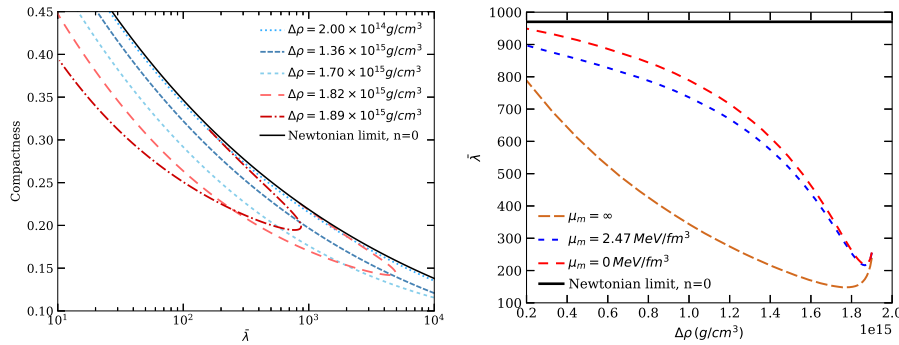 0.45
0.40
0.35
0.30
0.25
0.20
0.15
0.10
Compactness
10^1
10^2
10^3
10^4
λ̄
Δρ = 2.00 × 10^14 g/cm^3
Δρ = 1.36 × 10^15 g/cm^3
Δρ = 1.70 × 10^15 g/cm^3
Δρ = 1.82 × 10^15 g/cm^3
Δρ = 1.89 × 10^15 g/cm^3
Newtonian limit, n=0
1000
900
800
700
600
500
400
300
200
100
λ̄
μ_m = ∞
μ_m = 2.47 MeV/fm^3
μ_m = 0 MeV/fm^3
Newtonian limit, n=0
0.2 0.4 0.6 0.8 1.0 1.2 1.4 1.6 1.8 2.0
1e15
Δρ (g/cm^3)